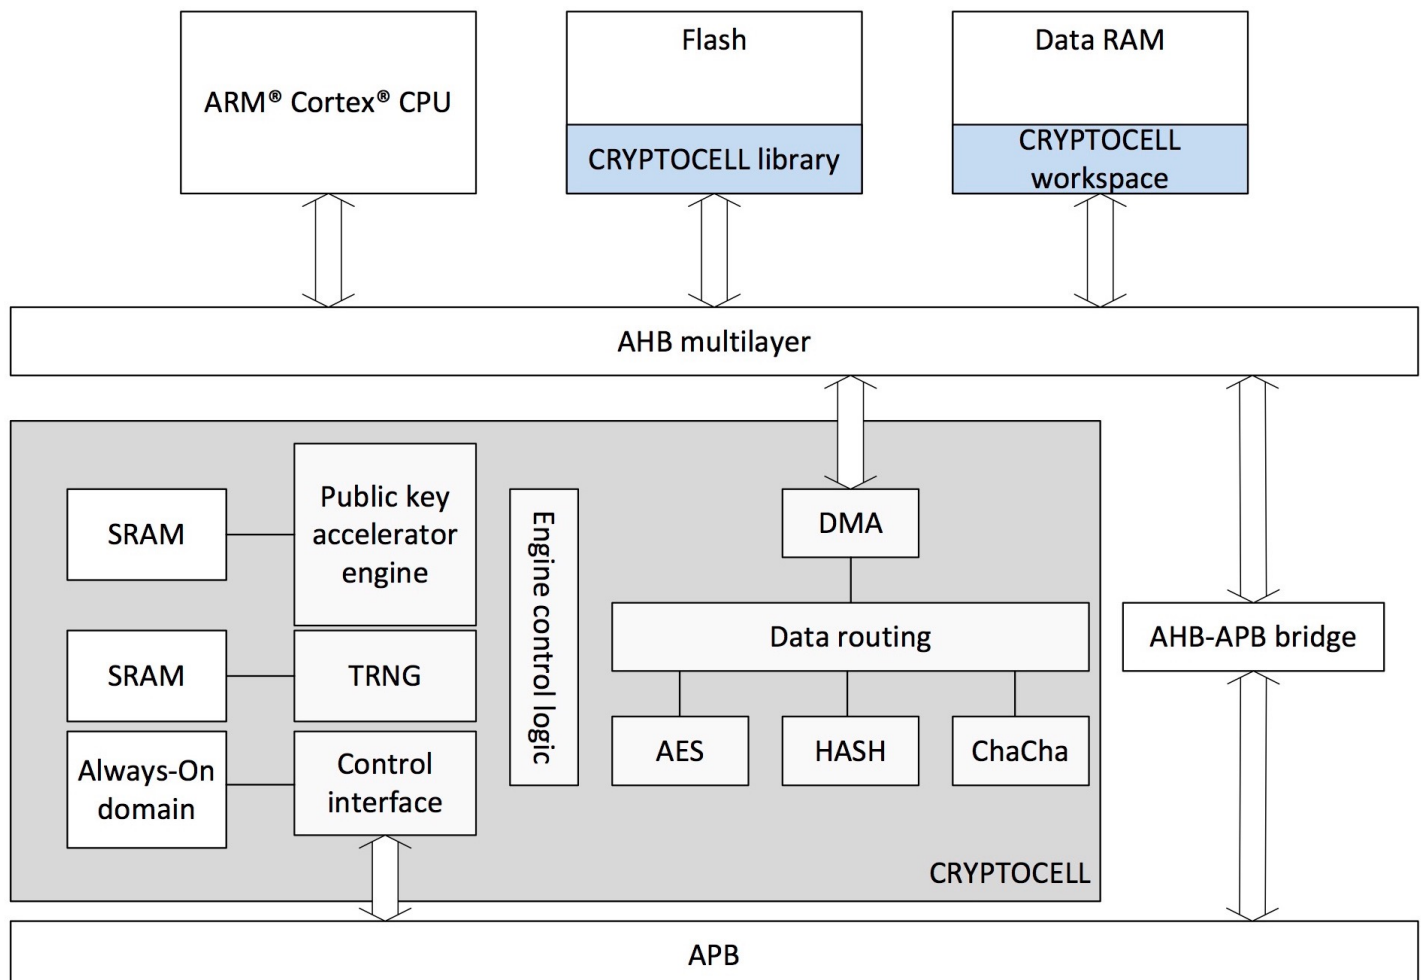 ARM® Cortex® CPU
Flash
CRYPTOCELL library
Data RAM
CRYPTOCELL
workspace
AHB multilayer
SRAM
Public key
accelerator
engine
SRAM
TRNG
Always-On
domain
Control
interface
Engine control logic
DMA
Data routing
AES
HASH
ChaCha
CRYPTOCELL
AHB-APB bridge
APB